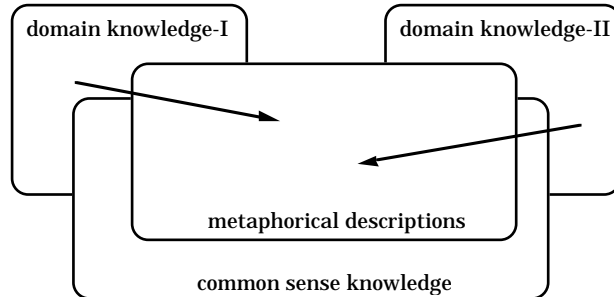 domain knowledge-I
domain knowledge-II
metaphorical descriptions
common sense knowledge